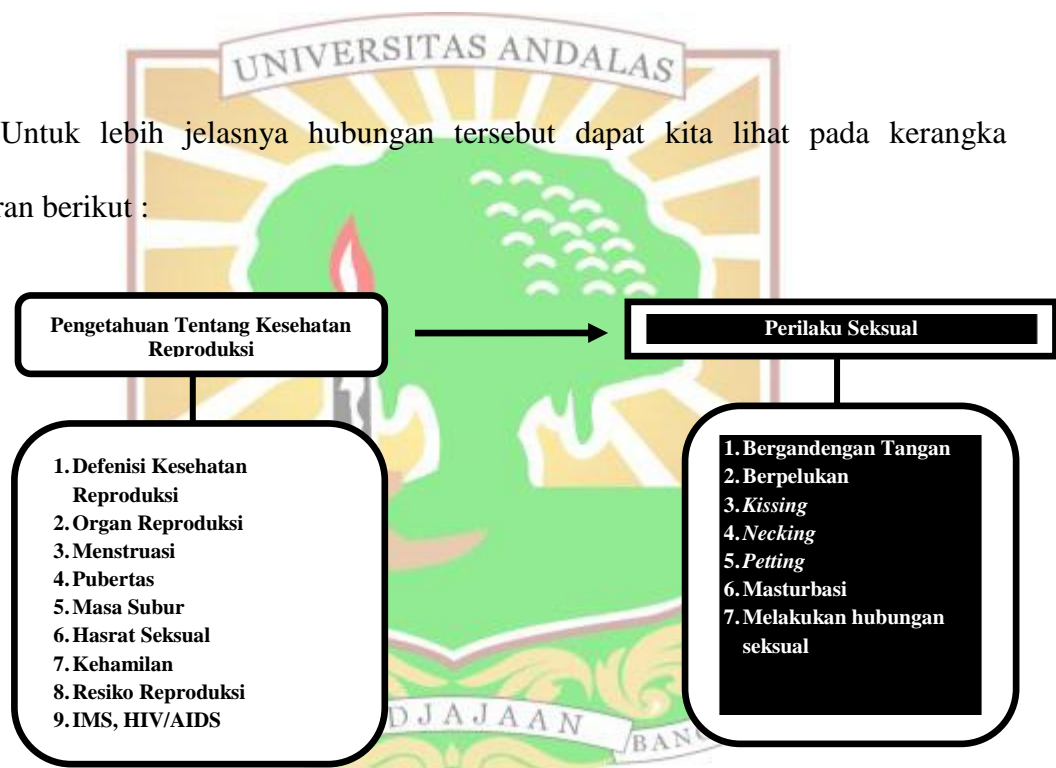 UNIVERSITAS ANDALAS
Untuk lebih jelasnya hubungan tersebut dapat kita lihat pada kerangka
ran berikut :
Pengetahuan Tentang Kesehatan
Reproduksi
Perilaku Seksual
1. Defenisi Kesehatan
Reproduksi
2. Organ Reproduksi
3. Menstruasi
4. Pubertas
5. Masa Subur
6. Hasrat Seksual
7. Kehamilan
8. Resiko Reproduksi
9. IMS, HIV/AIDS
1. Bergandengan Tangan
2. Berpelukan
3. Kissing
4. Necking
5. Petting
6. Masturbasi
7. Melakukan hubungan
seksual
DJAJAAN